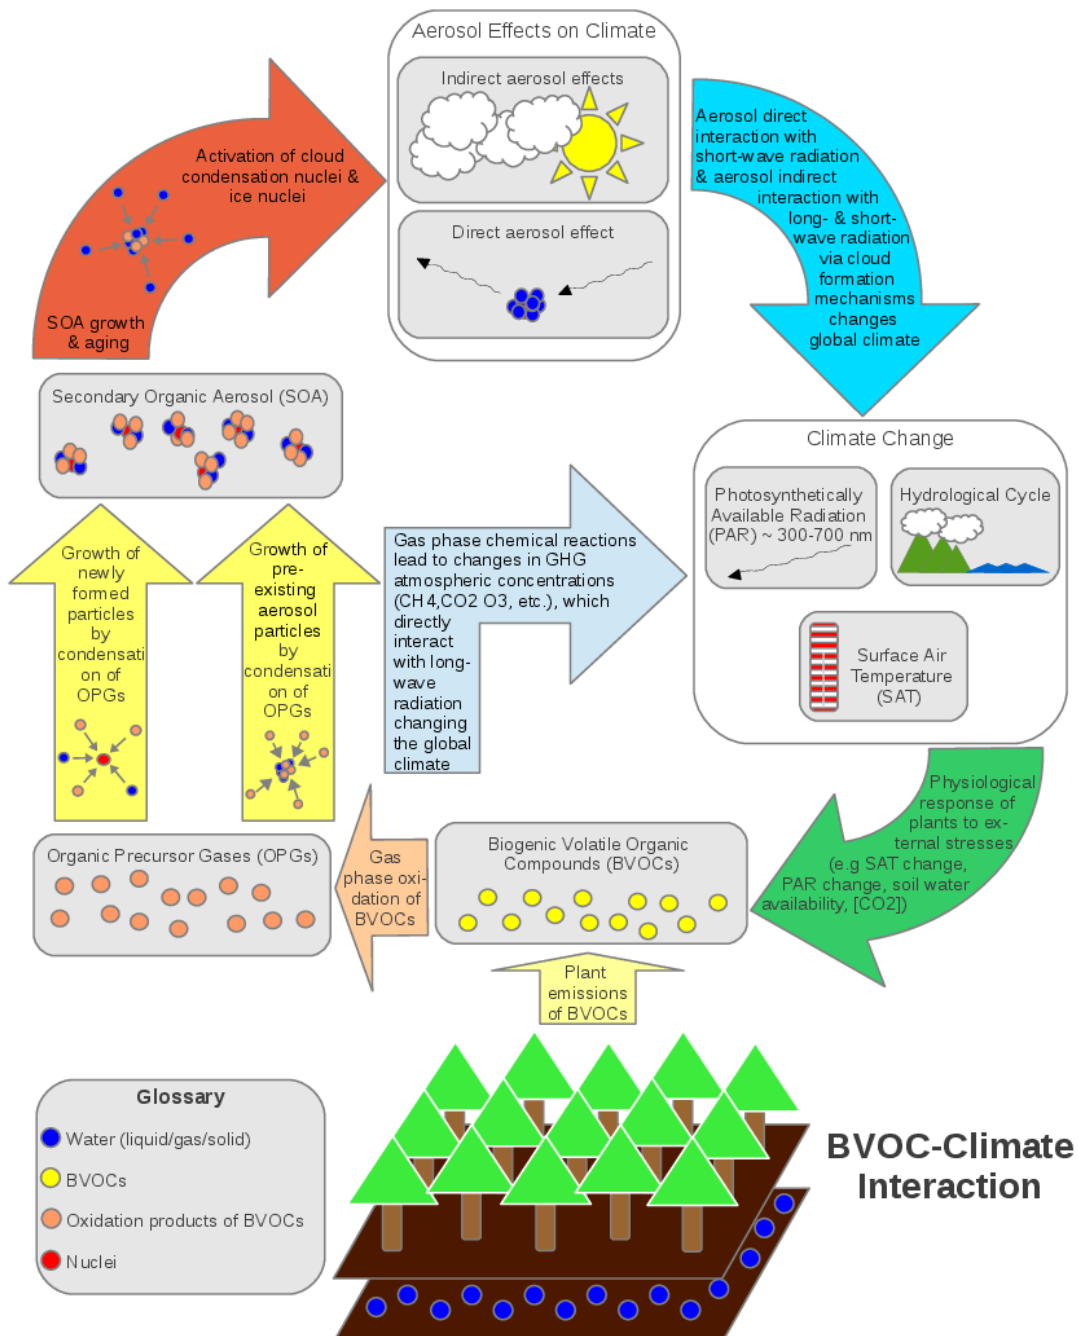 Aerosol Effects on Climate
Indirect aerosol effects
Direct aerosol effect
Activation of cloud
condensation nuclei &
ice nuclei
SOA growth
& aging
Aerosol direct
interaction with
short-wave radiation
& aerosol indirect
interaction with
long- & short-
wave radiation
via cloud
formation
mechanisms
changes
global climate
Secondary Organic Aerosol (SOA)
Climate Change
Photosynthetically
Available Radiation
(PAR) ~ 300-700 nm
Hydrological Cycle
Surface Air
Temperature
(SAT)
Growth of
newly
formed
particles
by
condensati
on of
OPGs
Growth of
pre-
existing
aerosol
particles
by
condensati
on of
OPGs
Gas phase chemical reactions
lead to changes in GHG
atmospheric concentrations
(CH4,CO2 O3, etc.), which
directly
interact
with long-
wave
radiation
changing
the global
climate
Physiological
response of
plants to ex-
ternal stresses
(e.g SAT change,
PAR change, soil water
availability, [CO2])
Organic Precursor Gases (OPGs)
Gas
phase oxi-
dation of
BVOCs
Biogenic Volatile Organic
Compounds (BVOCs)
Plant
emissions
of BVOCs
Glossary
Water (liquid/gas/solid)
BVOCs
Oxidation products of BVOCs
Nuclei
BVOC-Climate
Interaction